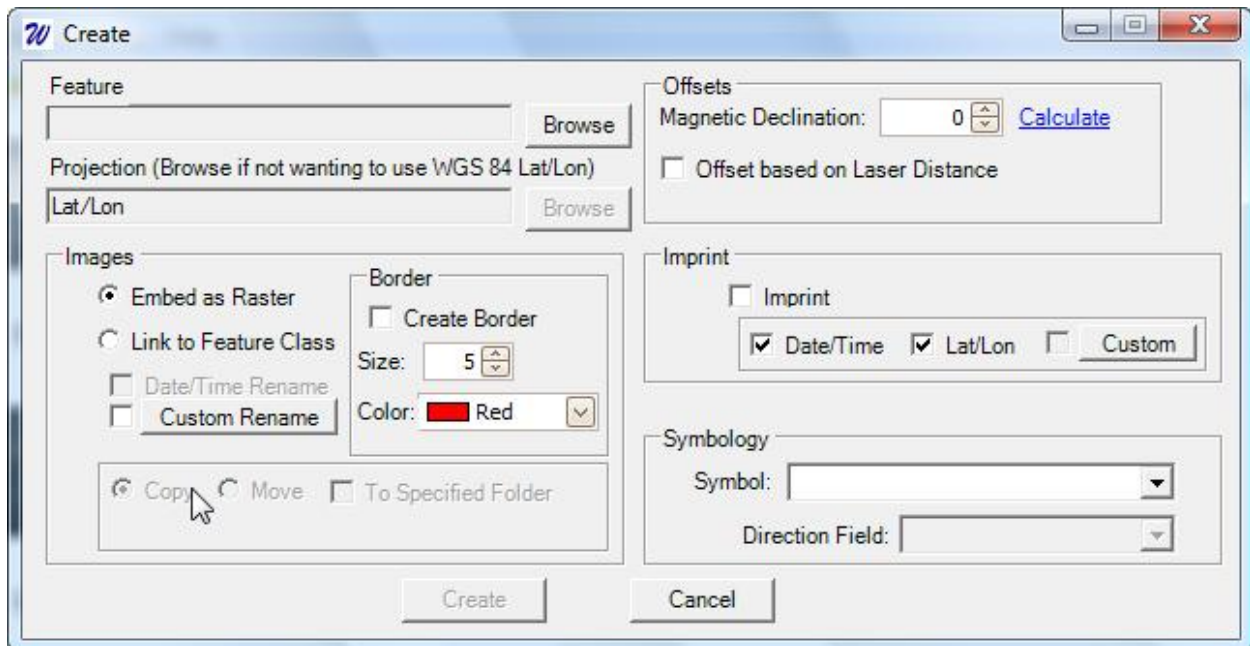 W Create
Feature
Browse
Projection (Browse if not wanting to use WGS 84 Lat/Lon)
Lat/Lon
Browse
Offsets
Magnetic Declination: 0 Calculate
Offset based on Laser Distance
Images
Embed as Raster
Link to Feature Class
Date/Time Rename
Custom Rename
Border
Create Border
Size: 5
Color: Red
Copy Move To Specified Folder
Imprint
Imprint
Date/Time Lat/Lon Custom
Symbology
Symbol:
Direction Field:
Create Cancel